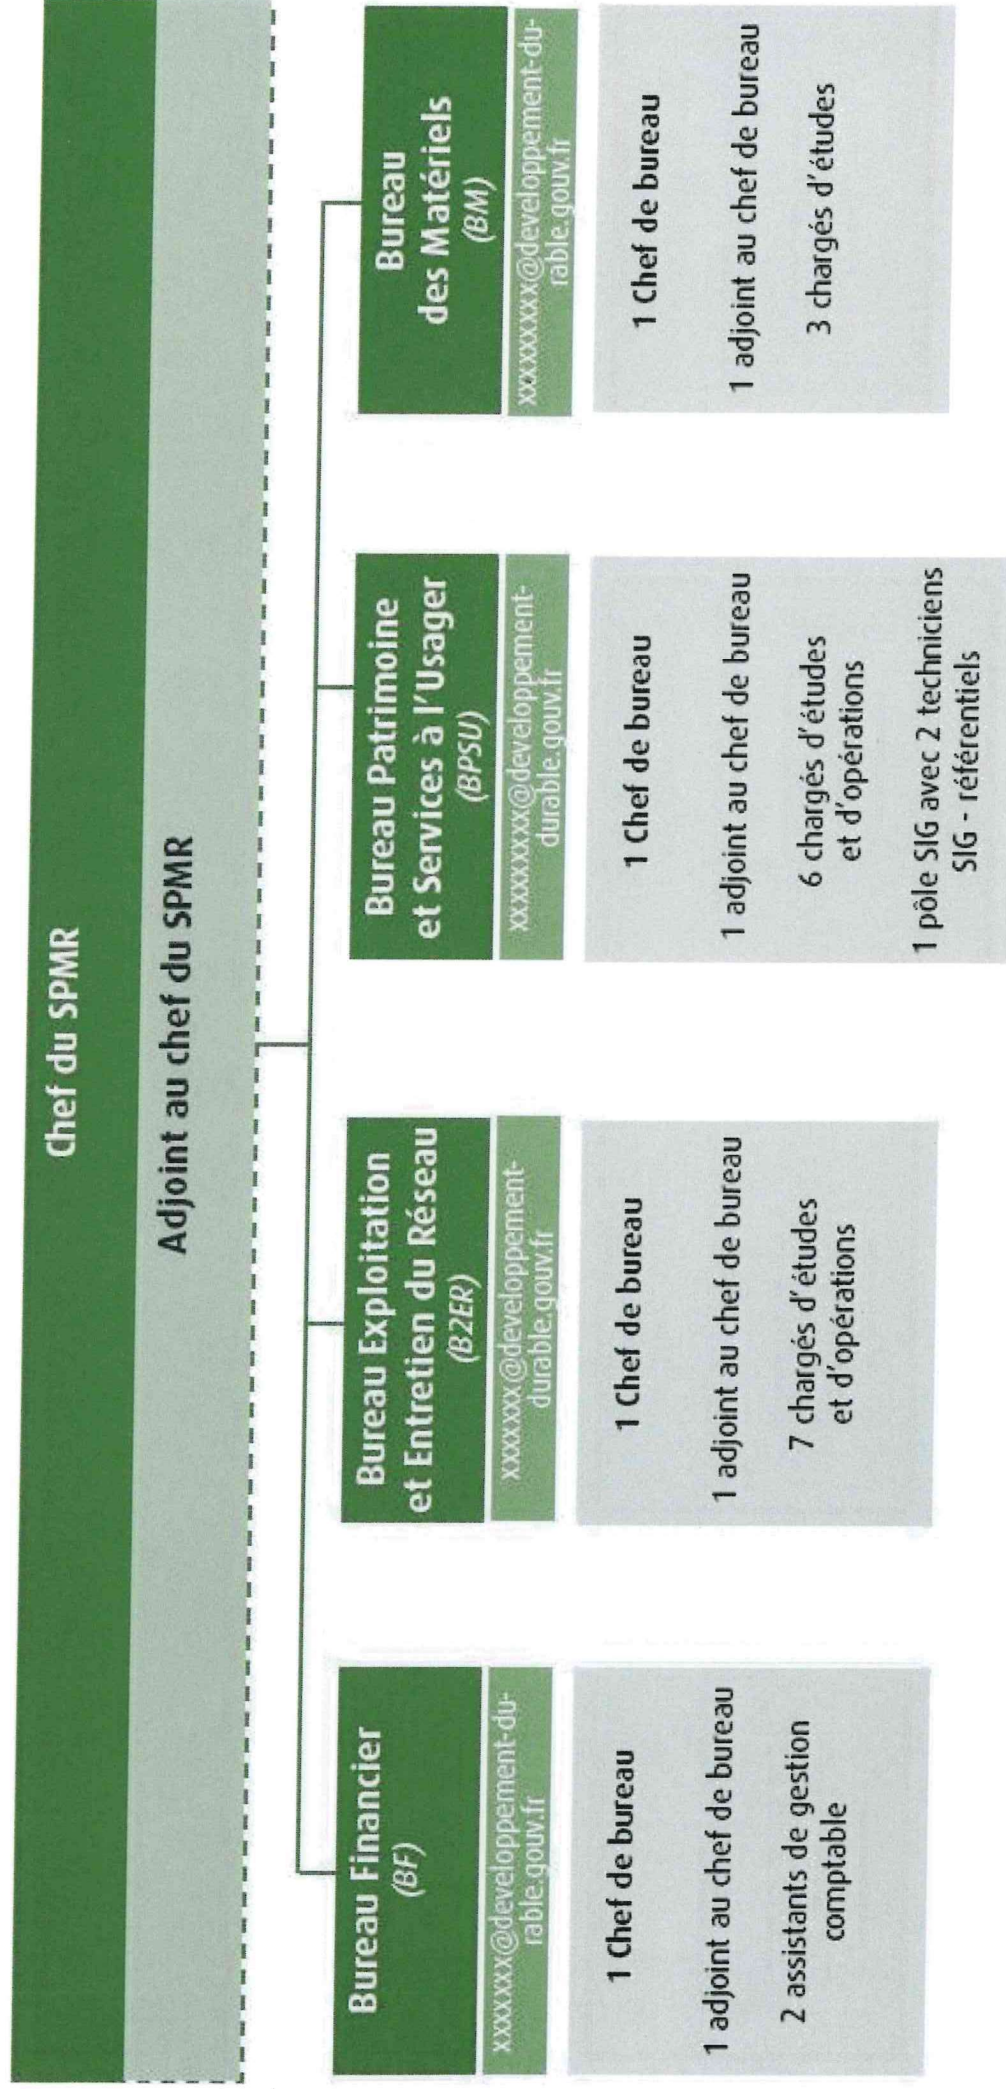 Chef du SPMR
Adjoint au chef du SPMR
Bureau Financier
(BF)
xxxxxxx@developpement-du-
rable.gouv.fr
1 Chef de bureau
1 adjoint au chef de bureau
2 assistants de gestion
comptable
Bureau Exploitation
et Entretien du Réseau
(B2ER)
xxxxxxx@developpement-
durable.gouv.fr
1 Chef de bureau
1 adjoint au chef de bureau
7 chargés d'études
et d'opérations
Bureau Patrimoine
et Services à l'Usager
(BPSU)
xxxxxxxxx@developpement-
durable.gouv.fr
1 Chef de bureau
1 adjoint au chef de bureau
6 chargés d'études
et d'opérations
1 pôle SIG avec 2 techniciens
SIG - référentiels
Bureau
des Matériels
(BM)
xxxxxxxxx@developpement-du-
rable.gouv.fr
1 Chef de bureau
1 adjoint au chef de bureau
3 chargés d'études